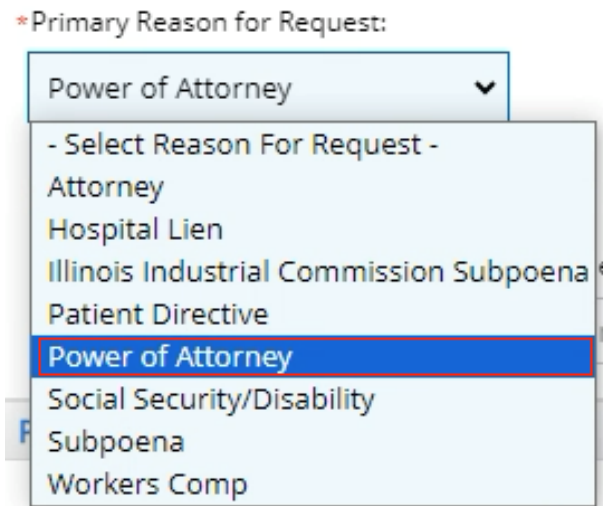 *Primary Reason for Request:
Power of Attorney
- Select Reason For Request -
Attorney
Hospital Lien
Illinois Industrial Commission Subpoena
Patient Directive
Power of Attorney
Social Security/Disability
Subpoena
Workers Comp